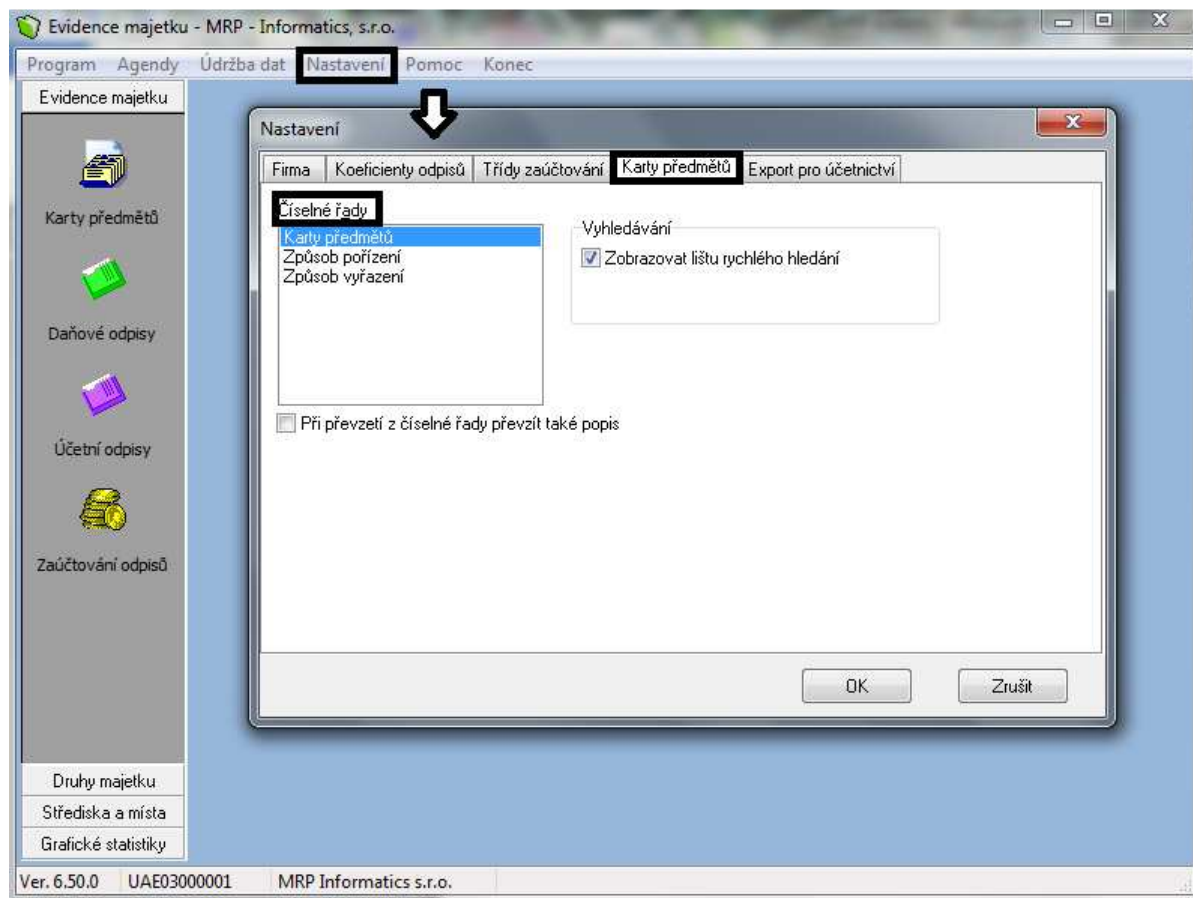 Evidence majetku - MRP - Informatics, s.r.o.
Program Agendy Údržba dat Nastavení Pomoc Konec
Evidence majetku
Karty předmětů
Daňové odpisy
Účetní odpisy
Zaúčtování odpisů
Druhy majetku
Střediska a místa
Grafické statistiky
Nastavení
Firma Koeficienty odpisů Třídy zaúčtování Karty předmětů Export pro účetnictví
Číselné řady
Karty předmětů
Způsob pořízení
Způsob vyřazení
Vyhledávání
Zobrazovat lištu rychlého hledání
Při převzetí z číselné řady převzít také popis
OK Zrušit
Ver. 6.50.0 UAE03000001 MRP Informatics s.r.o.